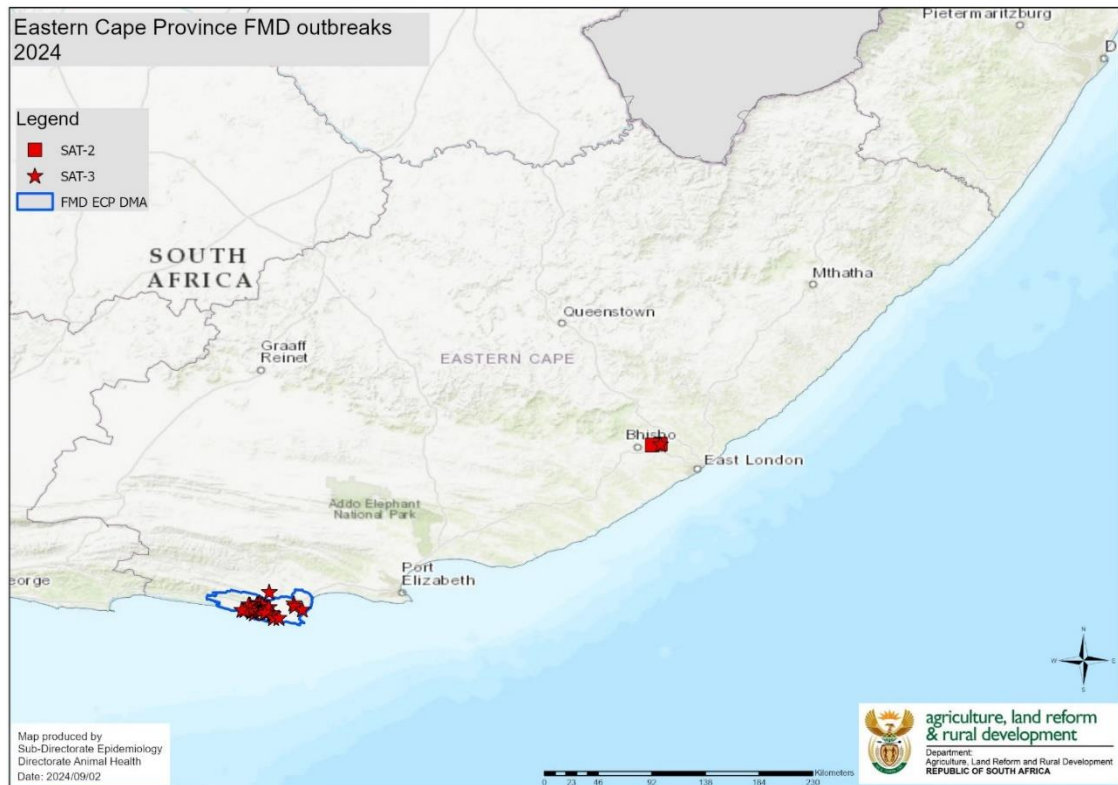 Eastern Cape Province FMD outbreaks
2024
Pietermaritzburg
D
Legend
SAT-2
SAT-3
FMD ECP DMA
SOUTH
AFRICA
Mthatha
Queenstown
Graaff
Reinet
EASTERN CAPE
Bhisho
East London
Addo Elephant
National Park
Port
Elizabeth
eorge
N
W E
S
Map produced by
Sub-Directorate Epidemiology
Directorate Animal Health
Date: 2024/09/02
Kilometers
0 23 46 92 138 184 230
agriculture, land reform
& rural development
Department:
Agriculture, Land Reform and Rural Development
REPUBLIC OF SOUTH AFRICA